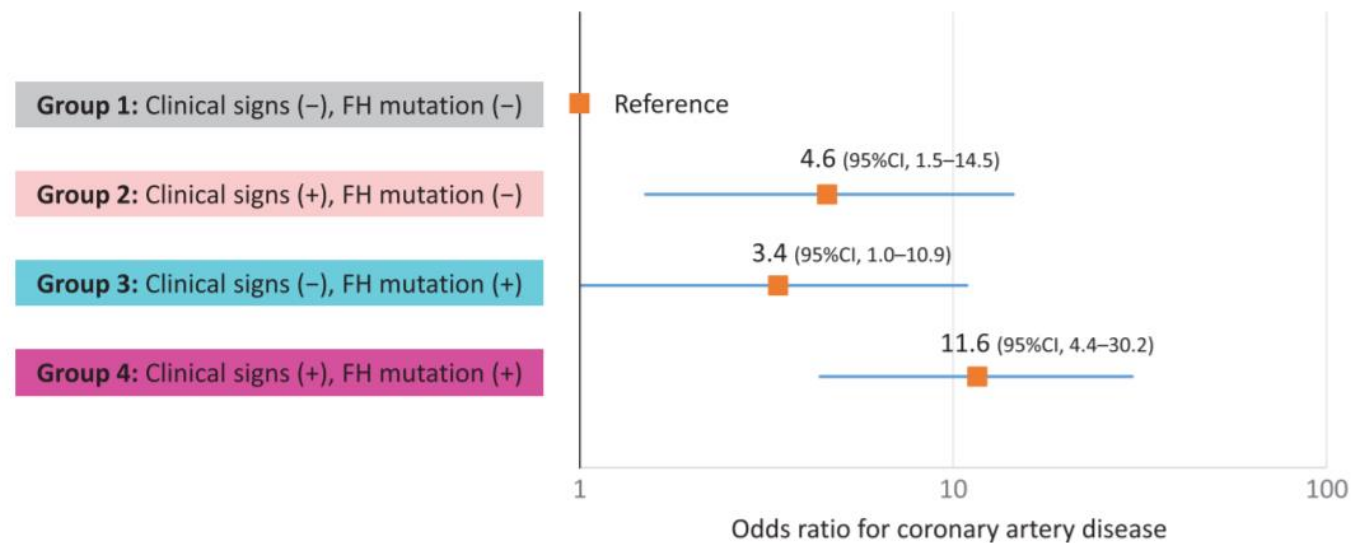 Group 1: Clinical signs (−), FH mutation (−)
Reference
Group 2: Clinical signs (+), FH mutation (−)
4.6 (95%CI, 1.5–14.5)
Group 3: Clinical signs (−), FH mutation (+)
3.4 (95%CI, 1.0–10.9)
Group 4: Clinical signs (+), FH mutation (+)
11.6 (95%CI, 4.4–30.2)
1 10 100
Odds ratio for coronary artery disease